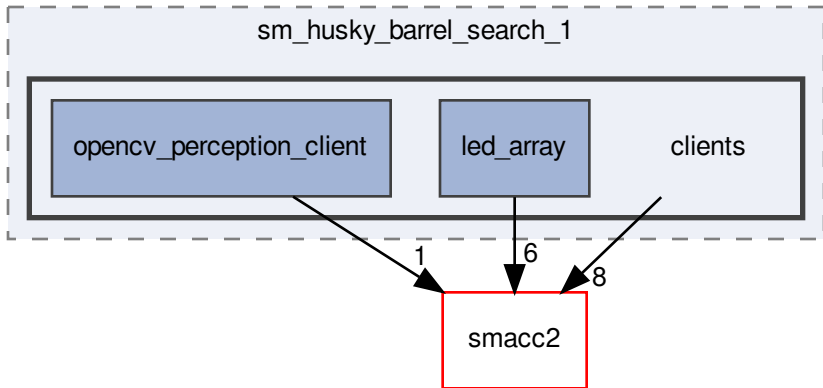 sm_husky_barrel_search_1
opencv_perception_client
led_array
clients
1
6
8
smacc2